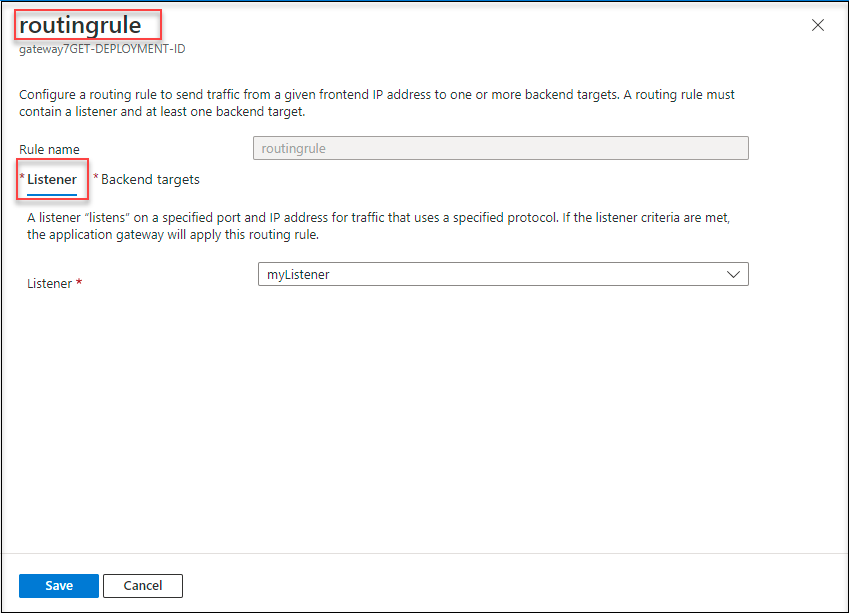 routingrule
gateway7GET-DEPLOYMENT-ID
Configure a routing rule to send traffic from a given frontend IP address to one or more backend targets. A routing rule must
contain a listener and at least one backend target.
Rule name routingrule
* Listener * Backend targets
A listener “listens” on a specified port and IP address for traffic that uses a specified protocol. If the listener criteria are met,
the application gateway will apply this routing rule.
Listener * myListener
Save Cancel